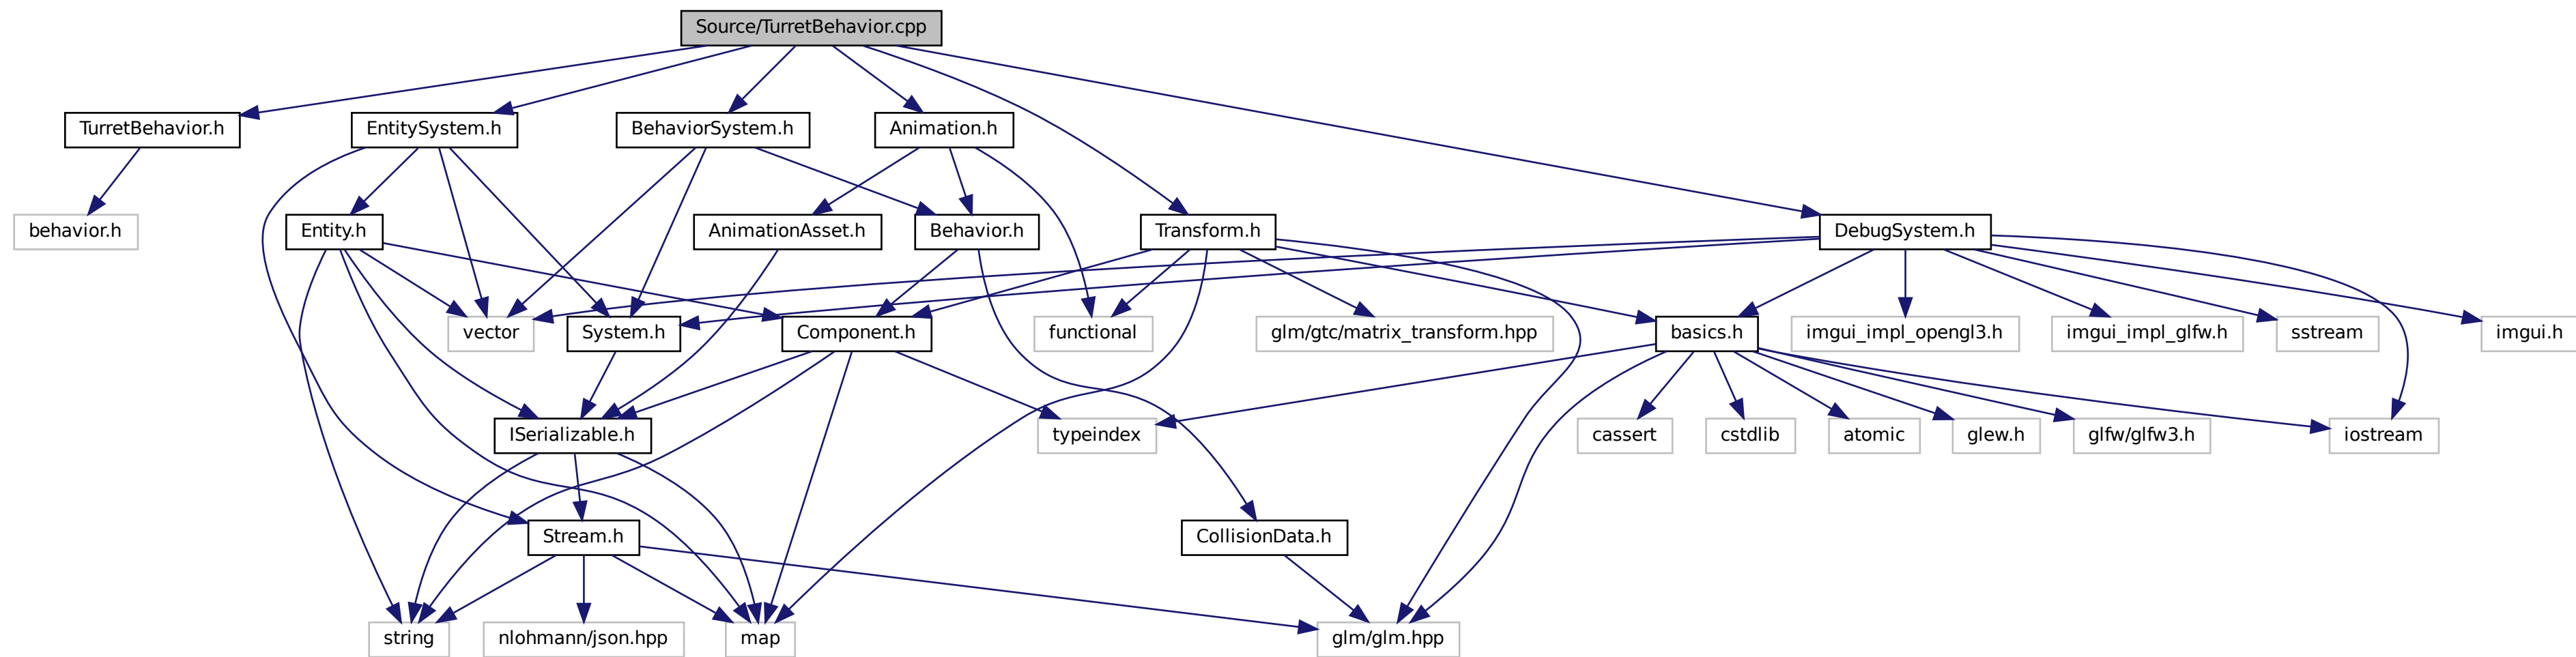 Source/TurretBehavior.cpp
TurretBehavior.h
EntitySystem.h
BehaviorSystem.h
Animation.h
behavior.h
Entity.h
AnimationAsset.h
Behavior.h
Transform.h
DebugSystem.h
vector
System.h
Component.h
functional
glm/gtc/matrix_transform.hpp
basics.h
imgui_impl_opengl3.h
imgui_impl_glfw.h
sstream
imgui.h
ISerializable.h
typeindex
cassert
cstdlib
atomic
glew.h
glfw/glfw3.h
iostream
Stream.h
CollisionData.h
string
nlohmann/json.hpp
map
glm/glm.hpp